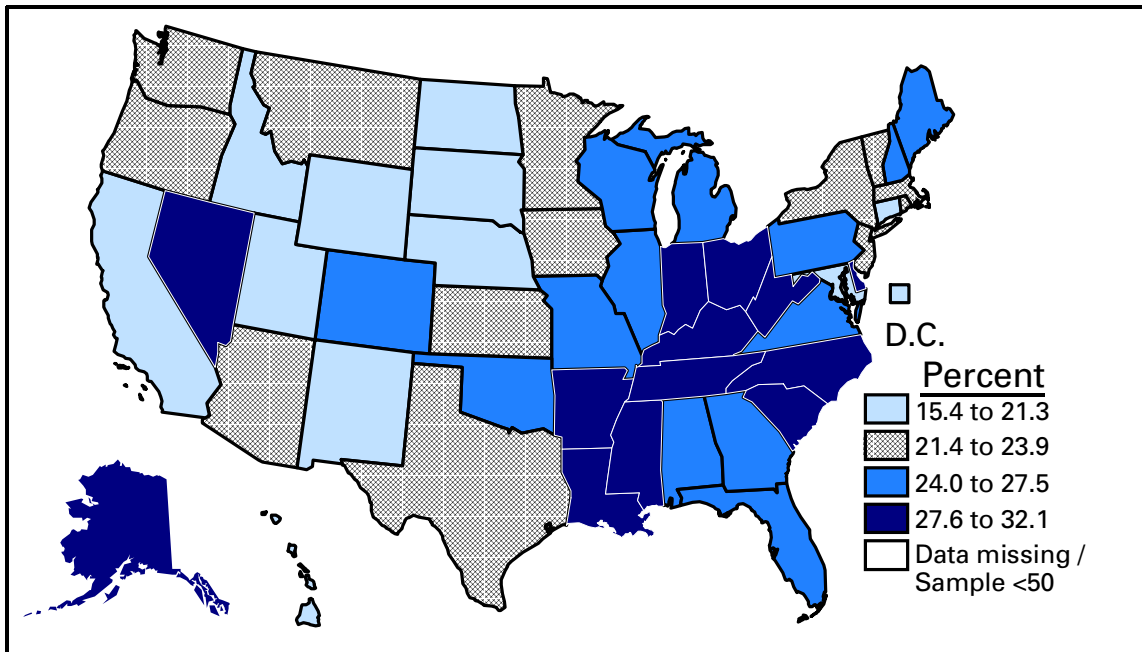 D.C.
Percent
15.4 to 21.3
21.4 to 23.9
24.0 to 27.5
27.6 to 32.1
Data missing /
Sample <50